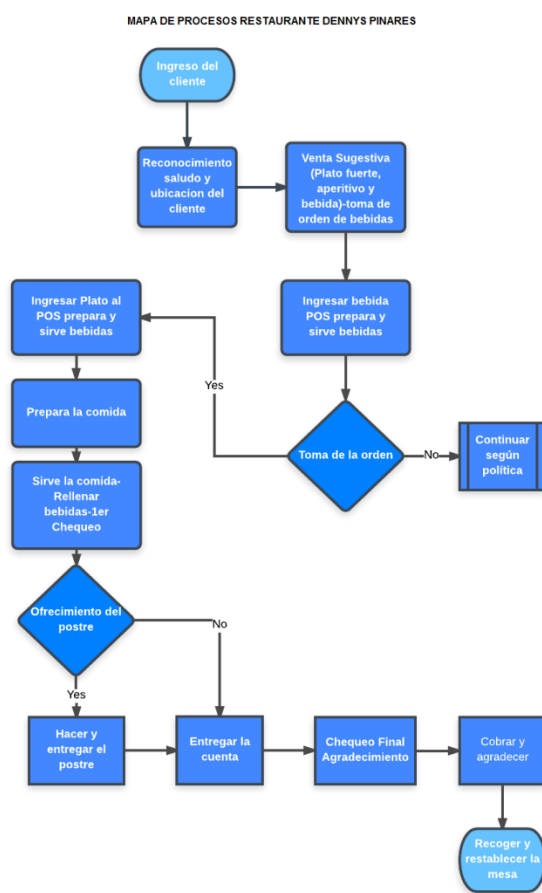 MAPA DE PROCESOS RESTAURANTE DENNYS PINARES
Ingreso del
cliente
Reconocimiento
saludo y
ubicacion del
cliente
Venta Sugestiva
(Plato fuerte,
aperitivo y
bebida)-toma de
orden de bebidas
Ingresar Plato al
POS prepara y
sirve bebidas
Ingresar bebida
POS prepara y
sirve bebidas
Yes
Prepara la comida
Toma de la orden
No
Continuar
según
política
Sirve la comida-
Rellenar
bebidas-1er
Chequeo
Ofrecimiento del
postre
No
Yes
Hacer y
entregar el
postre
Entregar la
cuenta
Chequeo Final
Agradecimiento
Cobrar y
agradecer
Recoger y
restablecer la
mesa